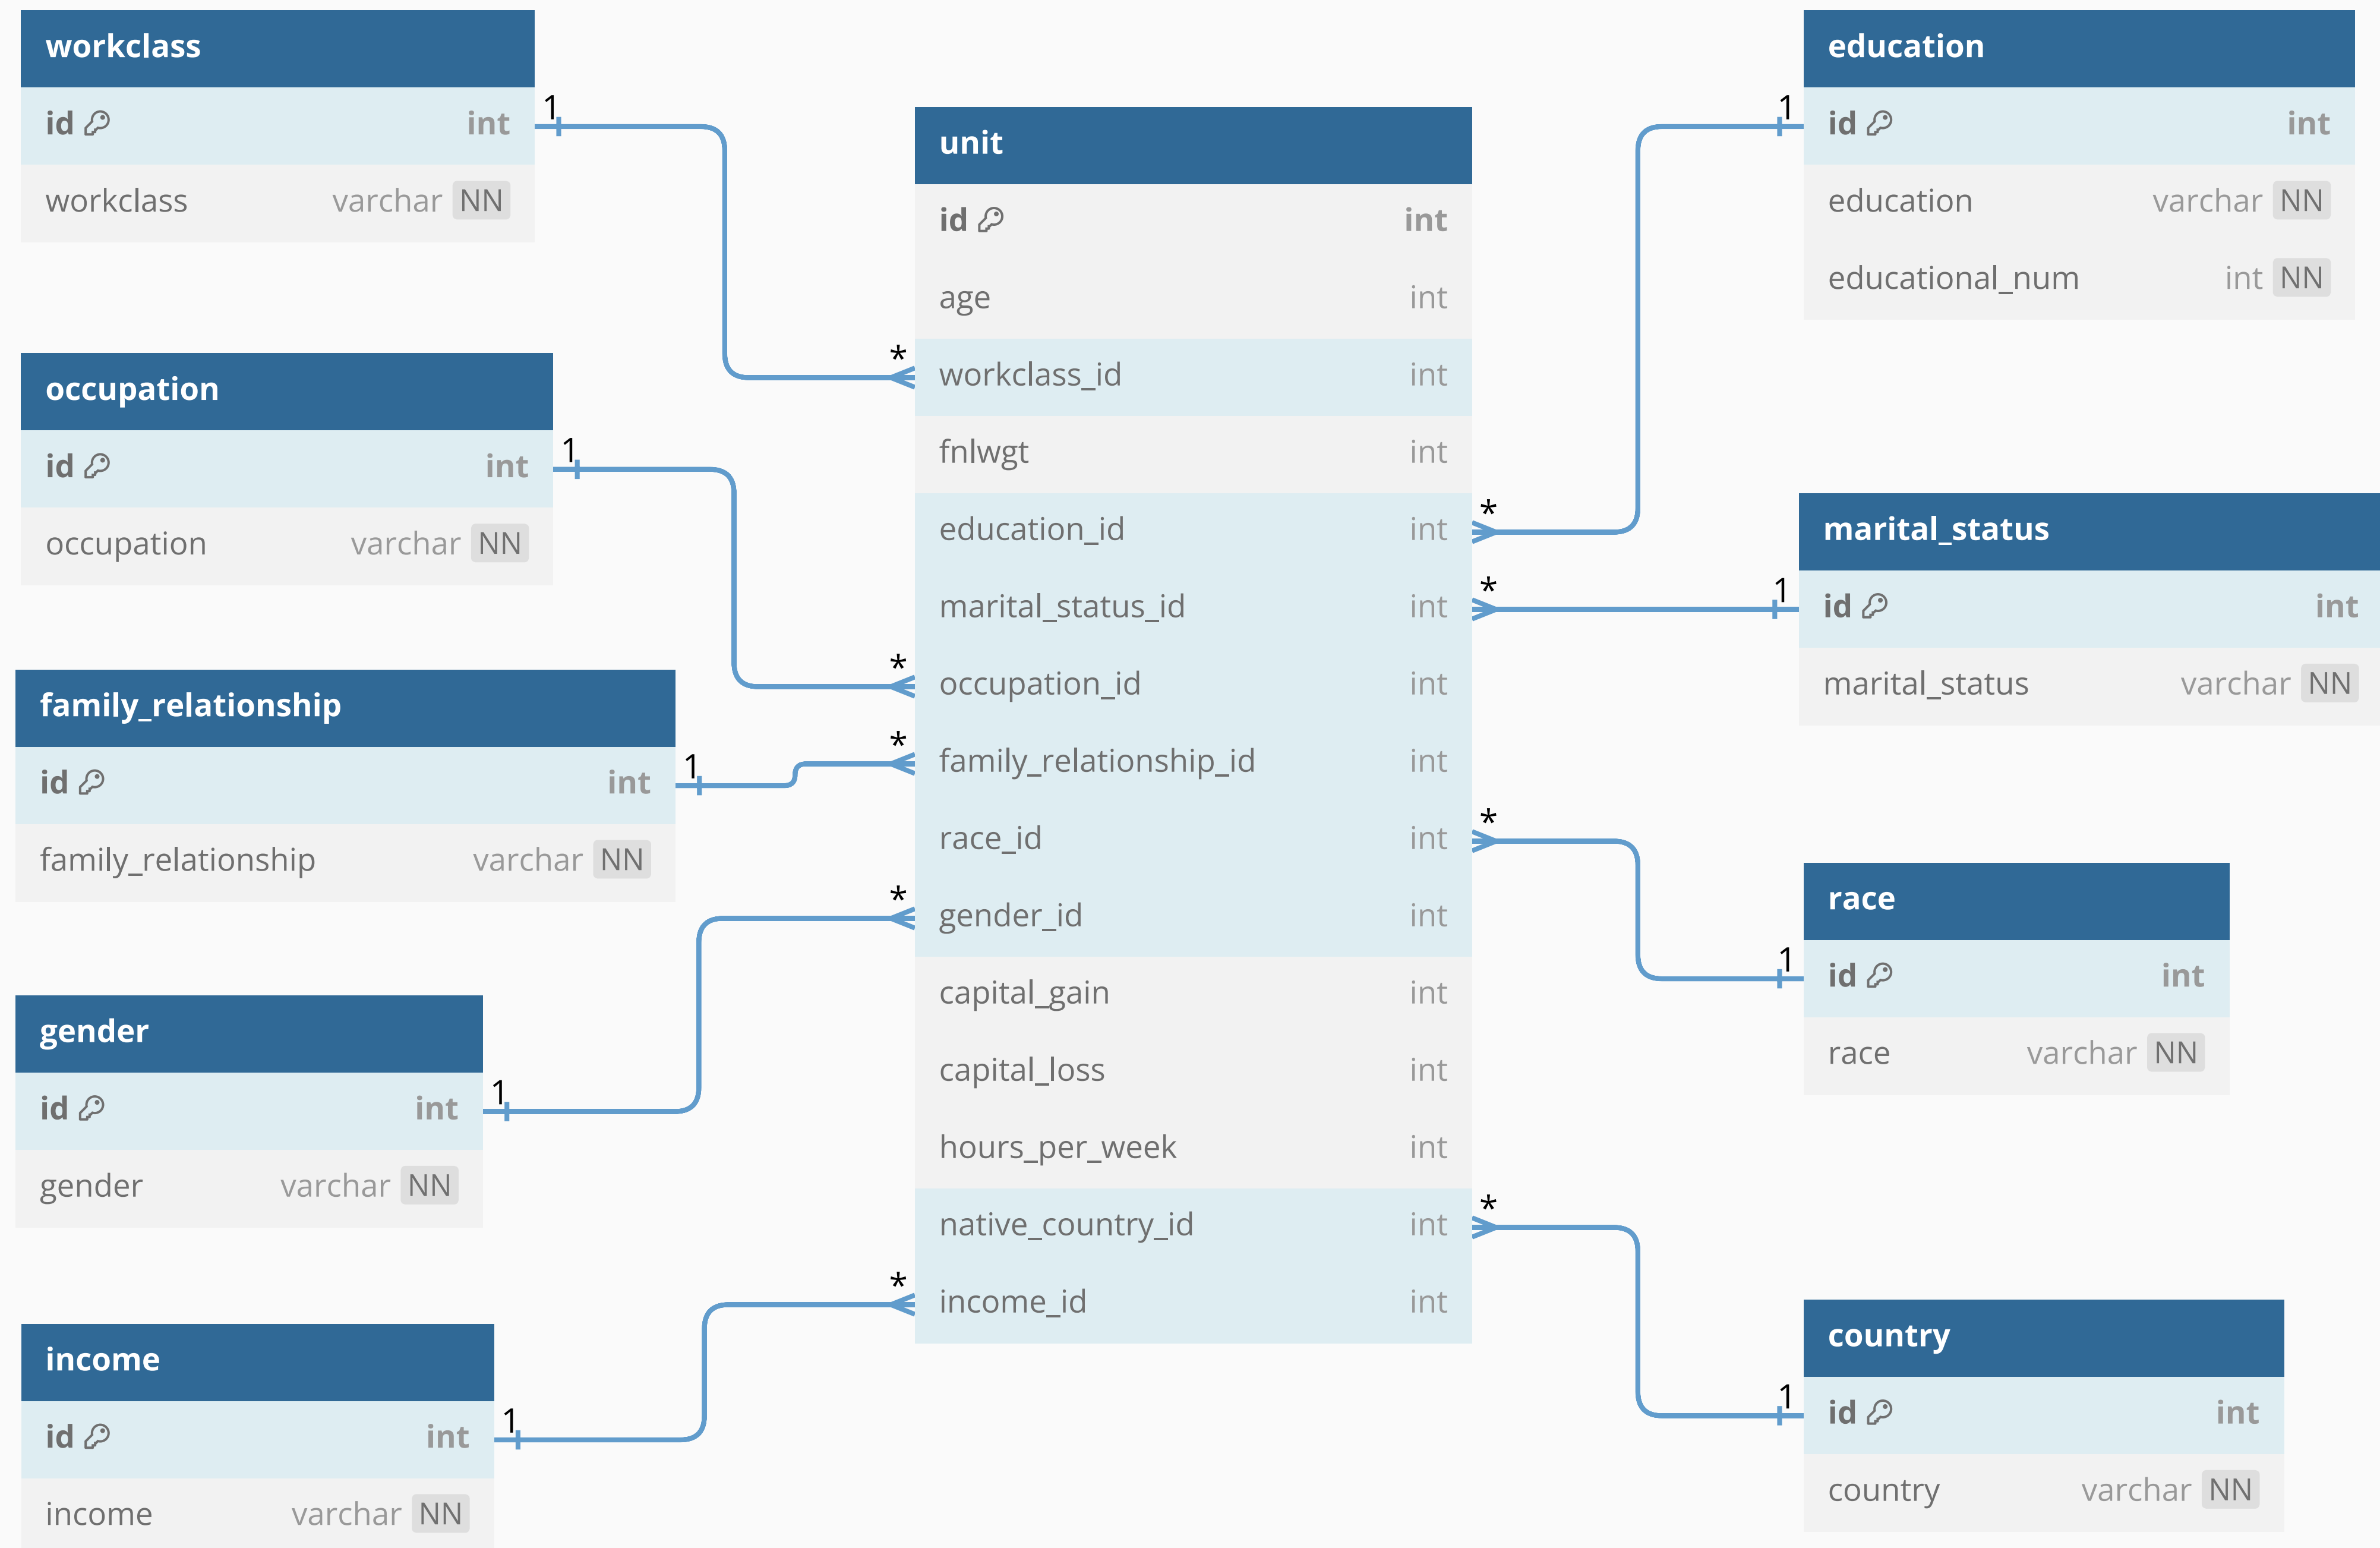 workclass
id int
workclass varchar NN
1
*
occupation
id int
occupation varchar NN
1
*
family_relationship
id int
family_relationship varchar NN
1
*
gender
id int
gender varchar NN
1
*
income
id int
income varchar NN
1
*
unit
id int
age int
workclass_id int
fnlwgt int
education_id int
marital_status_id int
occupation_id int
family_relationship_id int
race_id int
gender_id int
capital_gain int
capital_loss int
hours_per_week int
native_country_id int
income_id int
education
id int
education varchar NN
educational_num int NN
1
*
marital_status
id int
marital_status varchar NN
1
*
race
id int
race varchar NN
1
*
country
id int
country varchar NN
1
*